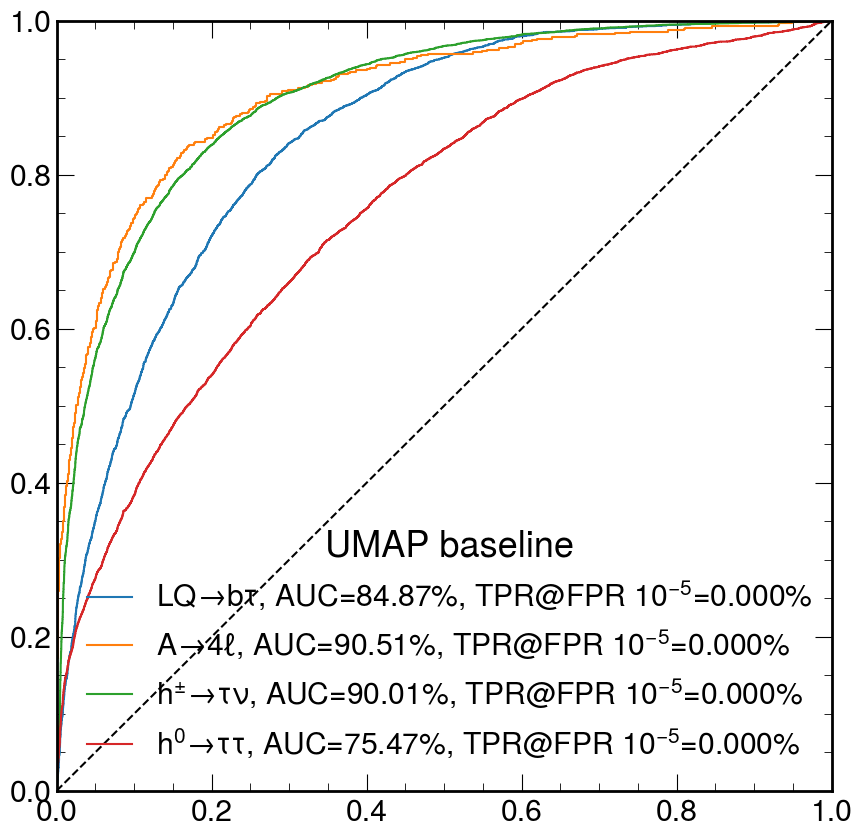 1.0
0.8
0.6
0.4
0.2
0.0
UMAP baseline
LQ→bτ, AUC=84.87%, TPR@FPR 10⁻⁵=0.000%
A→4ℓ, AUC=90.51%, TPR@FPR 10⁻⁵=0.000%
h±→τν, AUC=90.01%, TPR@FPR 10⁻⁵=0.000%
h⁰→ττ, AUC=75.47%, TPR@FPR 10⁻⁵=0.000%
0.0 0.2 0.4 0.6 0.8 1.0